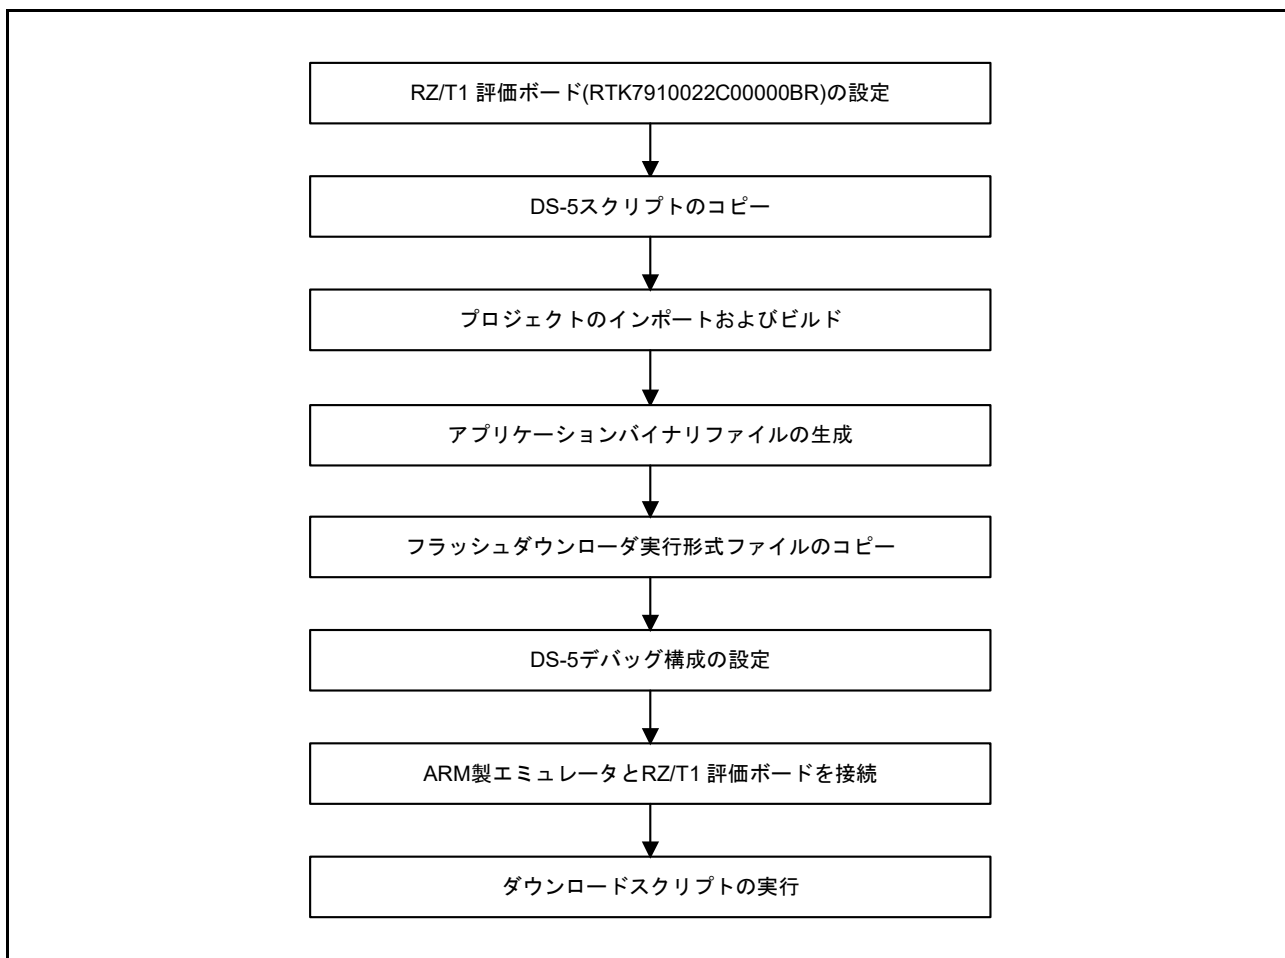 RZ/T1 評価ボード(RTK7910022C00000BR)の設定
DS-5スクリプトのコピー
プロジェクトのインポートおよびビルド
アプリケーションバイナリファイルの生成
フラッシュダウンローダ実行形式ファイルのコピー
DS-5デバッグ構成の設定
ARM製エミュレータとRZ/T1 評価ボードを接続
ダウンロードスクリプトの実行